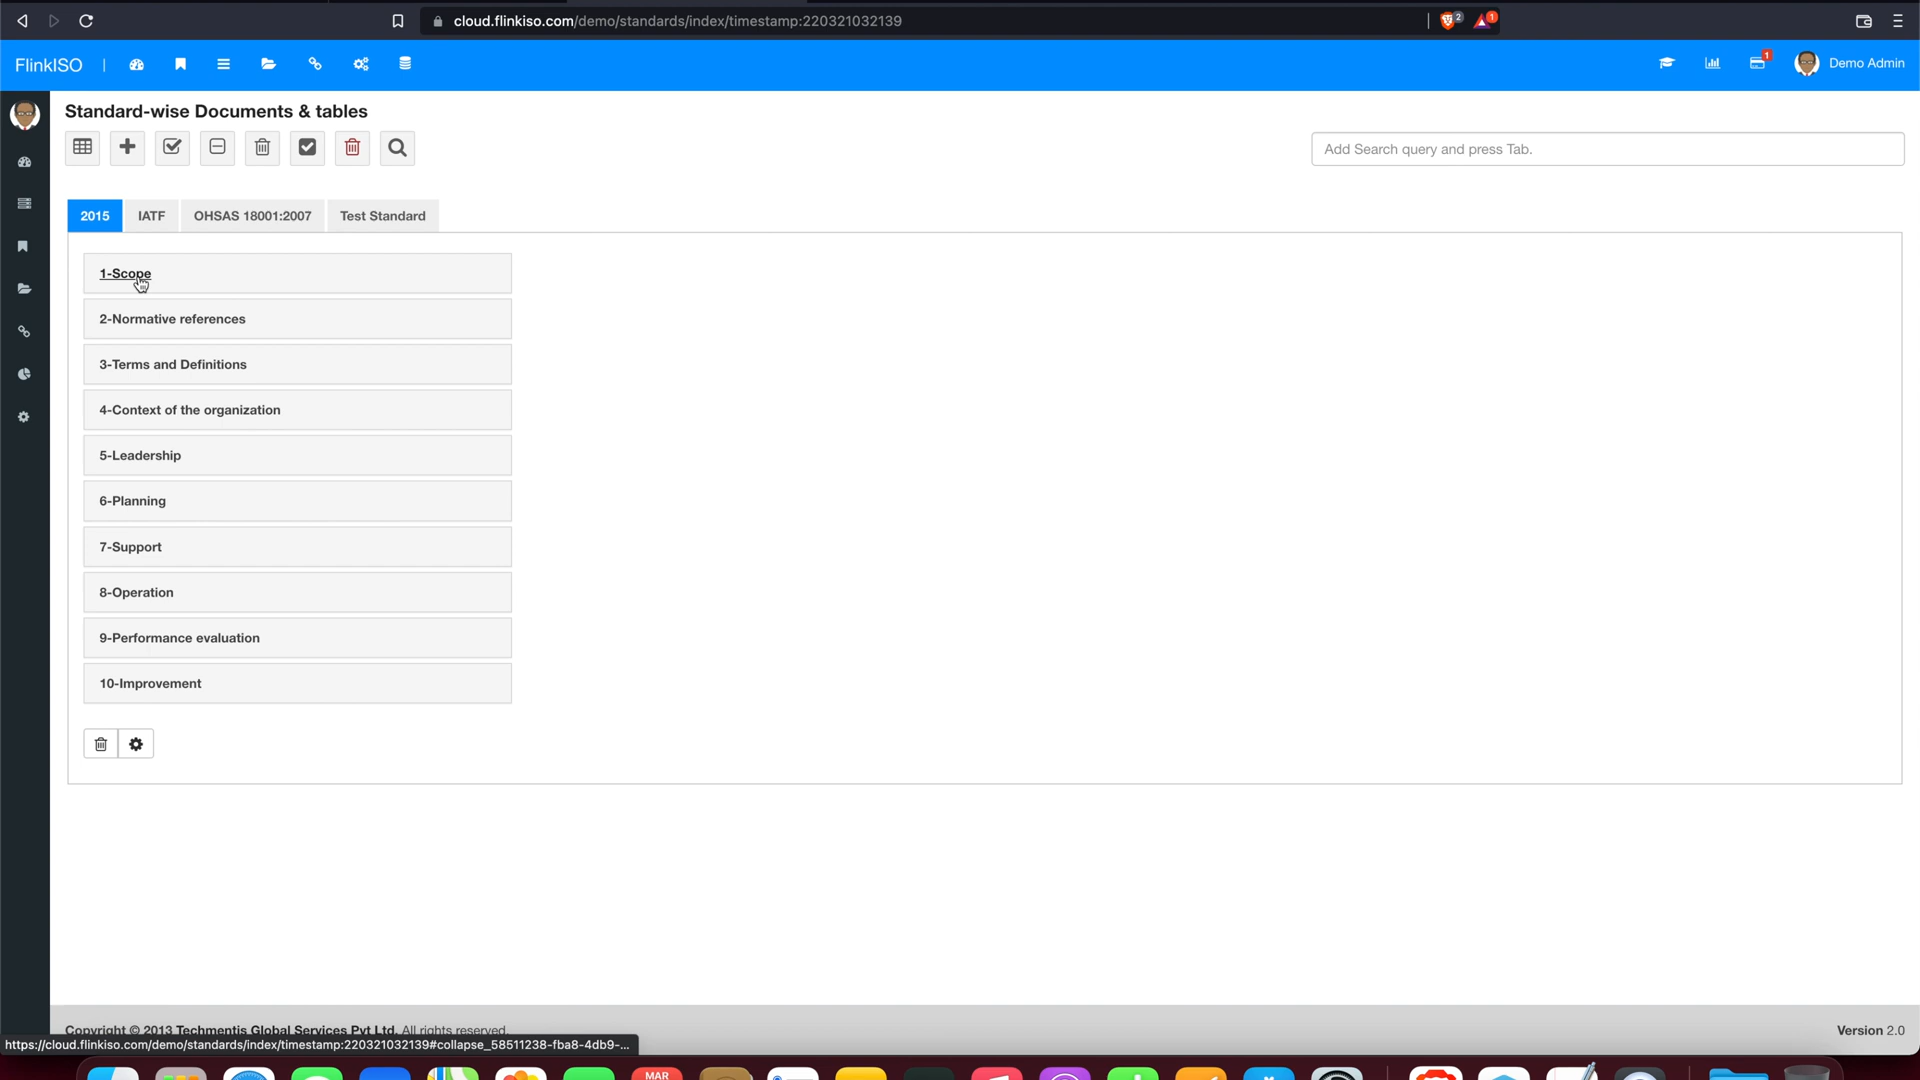 cloud.flinkiso.com/demo/standards/index/timestamp:220321032139
2
1
FlinkISO |
1
Demo Admin
Standard-wise Documents & tables
Add Search query and press Tab.
2015
IATF
OHSAS 18001:2007
Test Standard
1-Scope
2-Normative references
3-Terms and Definitions
4-Context of the organization
5-Leadership
6-Planning
7-Support
8-Operation
9-Performance evaluation
10-Improvement
Copyright © 2013 Techmentis Global Services Pvt Ltd. All rights reserved.
Version 2.0
https://cloud.flinkiso.com/demo/standards/index/timestamp:220321032139#collapse_58511238-fba8-4db9-...
MAR